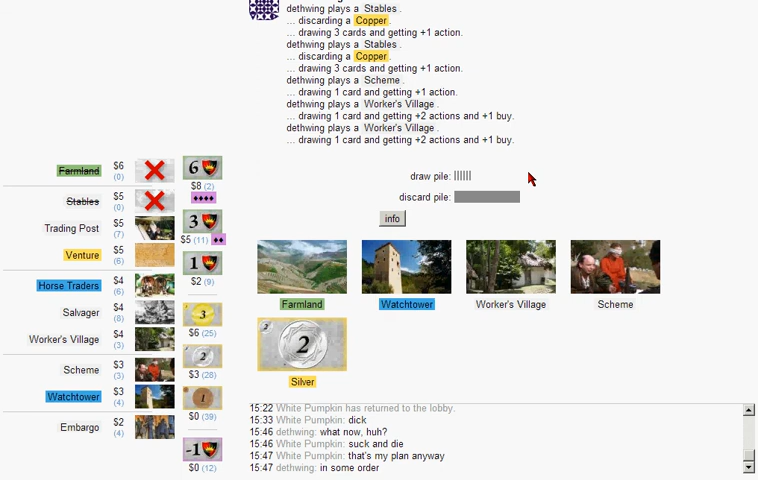 dethwing plays a Stables .
... discarding a Copper.
... drawing 3 cards and getting +1 action.
dethwing plays a Stables .
... discarding a Copper.
... drawing 3 cards and getting +1 action.
dethwing plays a Scheme .
... drawing 1 card and getting +1 action.
dethwing plays a Worker's Village .
... drawing 1 card and getting +2 actions and +1 buy.
dethwing plays a Worker's Village .
... drawing 1 card and getting +2 actions and +1 buy.
draw pile:
discard pile:
info
Farmland $6 (0)
Stables $5 (0)
Trading Post $5 (7)
Venture $5 (6)
Horse Traders $4 (6)
Salvager $4 (8)
Worker's Village $4 (3)
Scheme $3 (3)
Watchtower $3 (4)
Embargo $2 (4)
6
$8 (2)
3
$5 (11)
1
$2 (9)
3
$6 (25)
2
$3 (28)
1
$0 (39)
-1
$0 (12)
Farmland Watchtower Worker's Village Scheme
2 2
Silver
15:22 White Pumpkin has returned to the lobby.
15:33 White Pumpkin: dick
15:46 dethwing: what now, huh?
15:46 White Pumpkin: suck and die
15:47 White Pumpkin: that's my plan anyway
15:47 dethwing: in some order